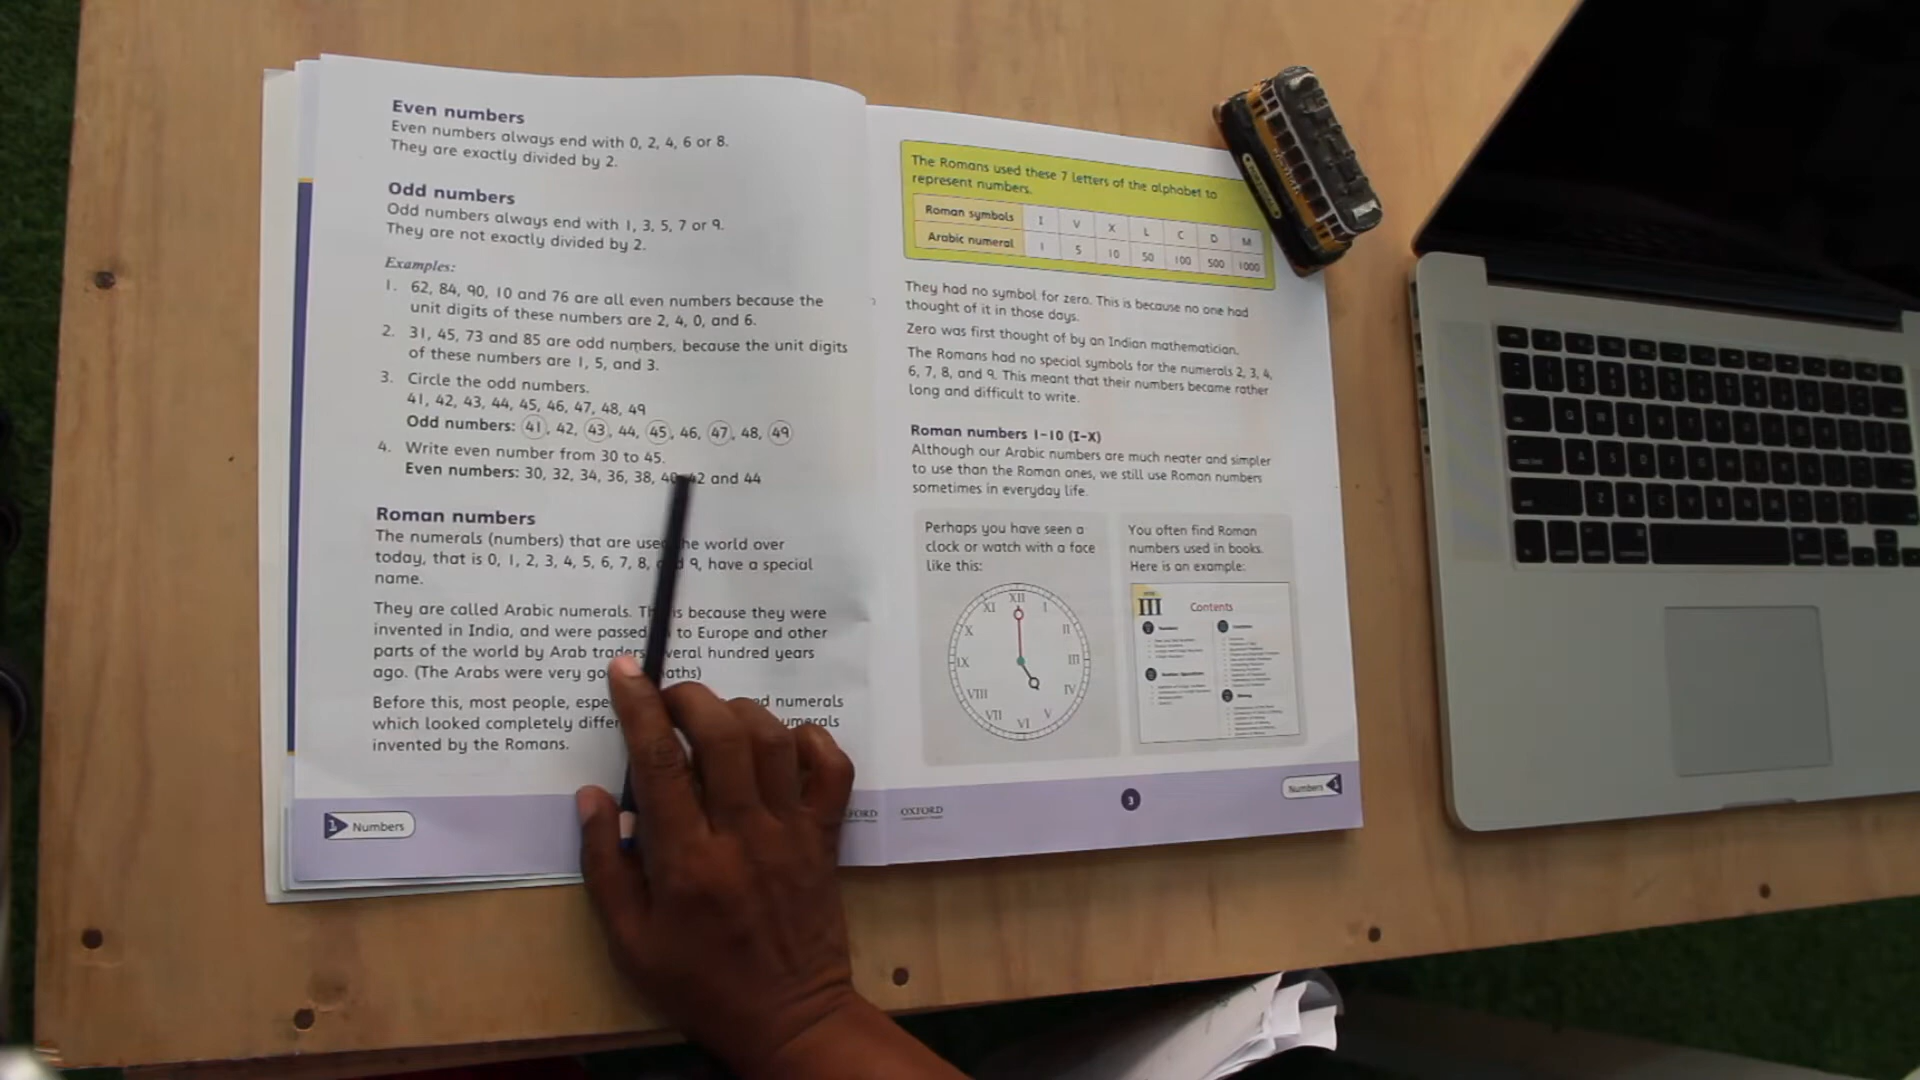 Even numbers
Even numbers always end with 0, 2, 4, 6 or 8.
They are exactly divided by 2.
Odd numbers
Odd numbers always end with 1, 3, 5, 7 or 9.
They are not exactly divided by 2.
Examples:
1. 62, 84, 90, 10 and 76 are all even numbers because the
unit digits of these numbers are 2, 4, 0, and 6.
2. 31, 45, 73 and 85 are odd numbers, because the unit digits
of these numbers are 1, 5, and 3.
3. Circle the odd numbers.
41, 42, 43, 44, 45, 46, 47, 48, 49
Odd numbers: 41, 42, 43, 44, 45, 46, 47, 48, 49
4. Write even number from 30 to 45.
Even numbers: 30, 32, 34, 36, 38, 40 42 and 44
Roman numbers
The numerals (numbers) that are used the world over
today, that is 0, 1, 2, 3, 4, 5, 6, 7, 8, 9, have a special
name.
They are called Arabic numerals. is because they were
invented in India, and were passed to Europe and other
parts of the world by Arab traders several hundred years
ago. (The Arabs were very
Before this, most people, numerals
which looked completely numerals
invented by the Romans.
1 Numbers
The Romans used these 7 letters of the alphabet to
represent numbers.
Roman symbols I V X L C D M
Arabic numeral 1 5 10 50 100 500 1000
They had no symbol for zero. This is because no one had
thought of it in those days.
Zero was first thought of by an Indian mathematician.
The Romans had no special symbols for the numerals 2, 3, 4,
6, 7, 8, and 9. This meant that their numbers became rather
long and difficult to write.
Roman numbers 1-10 (I-X)
Although our Arabic numbers are much neater and simpler
to use than the Roman ones, we still use Roman numbers
sometimes in everyday life.
Perhaps you have seen a
clock or watch with a face
like this:
XII I II III IV V VI VII VIII IX X XI
You often find Roman
numbers used in books.
Here is an example:
III Contents
OXFORD
3
Numbers 1